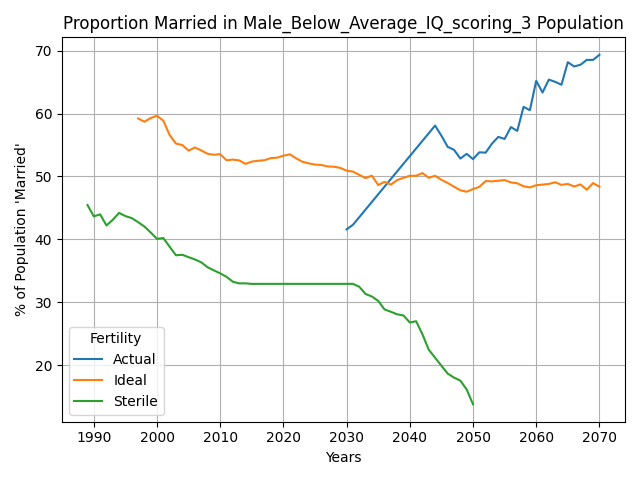 Proportion Married in Male_Below_Average_IQ_scoring_3 Population
% of Population 'Married'
70
60
50
40
30
20
Fertility
Actual
Ideal
Sterile
1990 2000 2010 2020 2030 2040 2050 2060 2070
Years